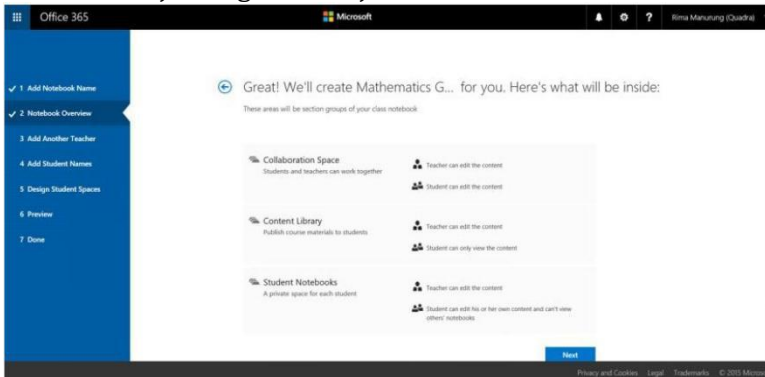 Office 365
Microsoft
?
Rima Manurung (Quadra)
✓ 1 Add Notebook Name
✓ 2 Notebook Overview
3 Add Another Teacher
4 Add Student Names
5 Design Student Spaces
6 Preview
7 Done
Great! We'll create Mathematics G... for you. Here's what will be inside:
These areas will be section groups of your class notebook
Collaboration Space
Students and teachers can work together
Teacher can edit the content
Student can edit the content
Content Library
Publish course materials to students
Teacher can edit the content
Student can only view the content
Student Notebooks
A private space for each student
Teacher can edit the content
Student can edit his or her own content and can't view
others' notebooks
Next
Privacy and Cookies Legal Trademarks © 2015 Microso